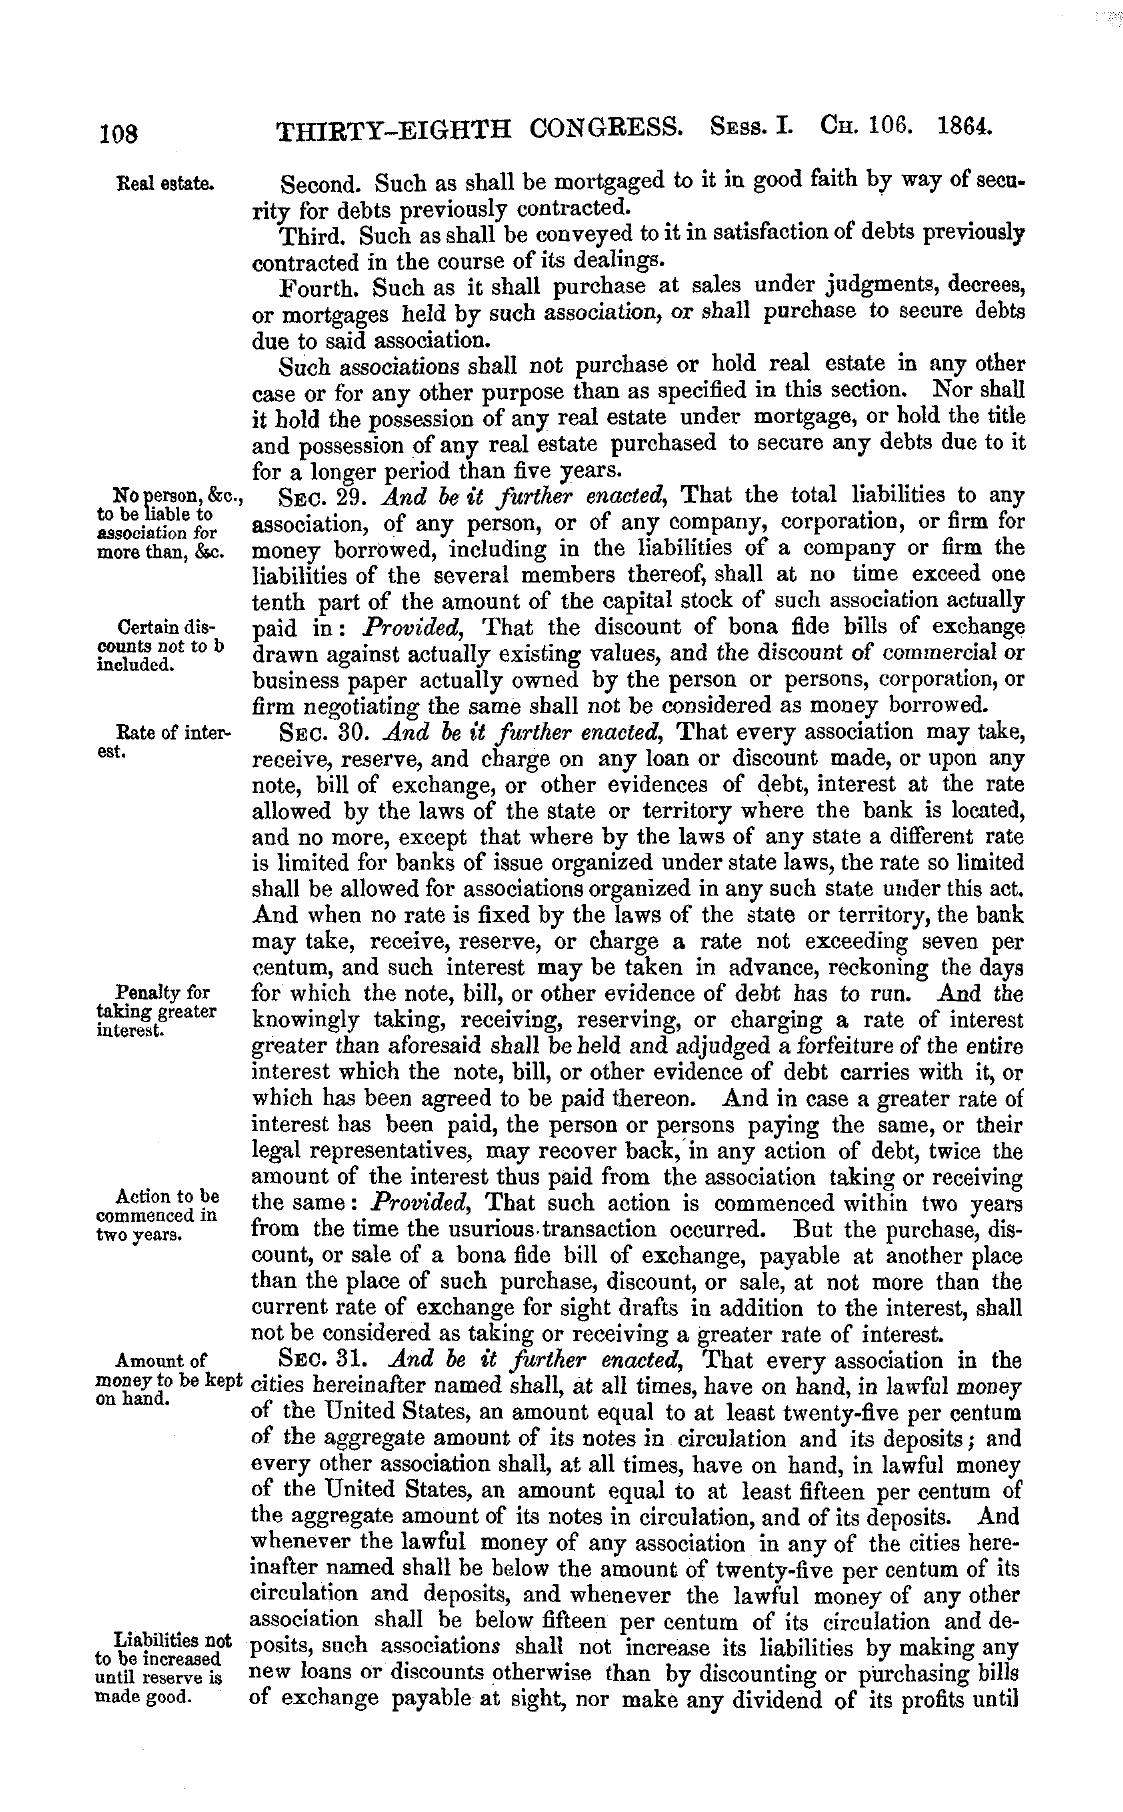 108 THIRTY-EIGHTH CONGRESS. SESS. I. CH. 106. 1864.
Real estate.
Second. Such as shall be mortgaged to it in good faith by way of secu-
rity for debts previously contracted.
Third. Such as shall be conveyed to it in satisfaction of debts previously
contracted in the course of its dealings.
Fourth. Such as it shall purchase at sales under judgments, decrees,
or mortgages held by such association, or shall purchase to secure debts
due to said association.
Such associations shall not purchase or hold real estate in any other
case or for any other purpose than as specified in this section. Nor shall
it hold the possession of any real estate under mortgage, or hold the title
and possession of any real estate purchased to secure any debts due to it
for a longer period than five years.
No person, &c.,
to be liable to
association for
more than, &c.
SEC. 29. And be it further enacted, That the total liabilities to any
association, of any person, or of any company, corporation, or firm for
money borrowed, including in the liabilities of a company or firm the
liabilities of the several members thereof, shall at no time exceed one
tenth part of the amount of the capital stock of such association actually
Certain dis-
counts not to b
included.
paid in: Provided, That the discount of bona fide bills of exchange
drawn against actually existing values, and the discount of commercial or
business paper actually owned by the person or persons, corporation, or
firm negotiating the same shall not be considered as money borrowed.
Rate of inter-
est.
SEC. 30. And be it further enacted, That every association may take,
receive, reserve, and charge on any loan or discount made, or upon any
note, bill of exchange, or other evidences of debt, interest at the rate
allowed by the laws of the state or territory where the bank is located,
and no more, except that where by the laws of any state a different rate
is limited for banks of issue organized under state laws, the rate so limited
shall be allowed for associations organized in any such state under this act.
And when no rate is fixed by the laws of the state or territory, the bank
may take, receive, reserve, or charge a rate not exceeding seven per
centum, and such interest may be taken in advance, reckoning the days
Penalty for
taking greater
interest.
for which the note, bill, or other evidence of debt has to run. And the
knowingly taking, receiving, reserving, or charging a rate of interest
greater than aforesaid shall be held and adjudged a forfeiture of the entire
interest which the note, bill, or other evidence of debt carries with it, or
which has been agreed to be paid thereon. And in case a greater rate of
interest has been paid, the person or persons paying the same, or their
legal representatives, may recover back, in any action of debt, twice the
amount of the interest thus paid from the association taking or receiving
Action to be
commenced in
two years.
the same: Provided, That such action is commenced within two years
from the time the usurious transaction occurred. But the purchase, dis-
count, or sale of a bona fide bill of exchange, payable at another place
than the place of such purchase, discount, or sale, at not more than the
current rate of exchange for sight drafts in addition to the interest, shall
not be considered as taking or receiving a greater rate of interest.
Amount of
money to be kept
on hand.
SEC. 31. And be it further enacted, That every association in the
cities hereinafter named shall, at all times, have on hand, in lawful money
of the United States, an amount equal to at least twenty-five per centum
of the aggregate amount of its notes in circulation and its deposits; and
every other association shall, at all times, have on hand, in lawful money
of the United States, an amount equal to at least fifteen per centum of
the aggregate amount of its notes in circulation, and of its deposits. And
whenever the lawful money of any association in any of the cities here-
inafter named shall be below the amount of twenty-five per centum of its
circulation and deposits, and whenever the lawful money of any other
association shall be below fifteen per centum of its circulation and de-
Liabilities not
to be increased
until reserve is
made good.
posits, such associations shall not increase its liabilities by making any
new loans or discounts otherwise than by discounting or purchasing bills
of exchange payable at sight, nor make any dividend of its profits until